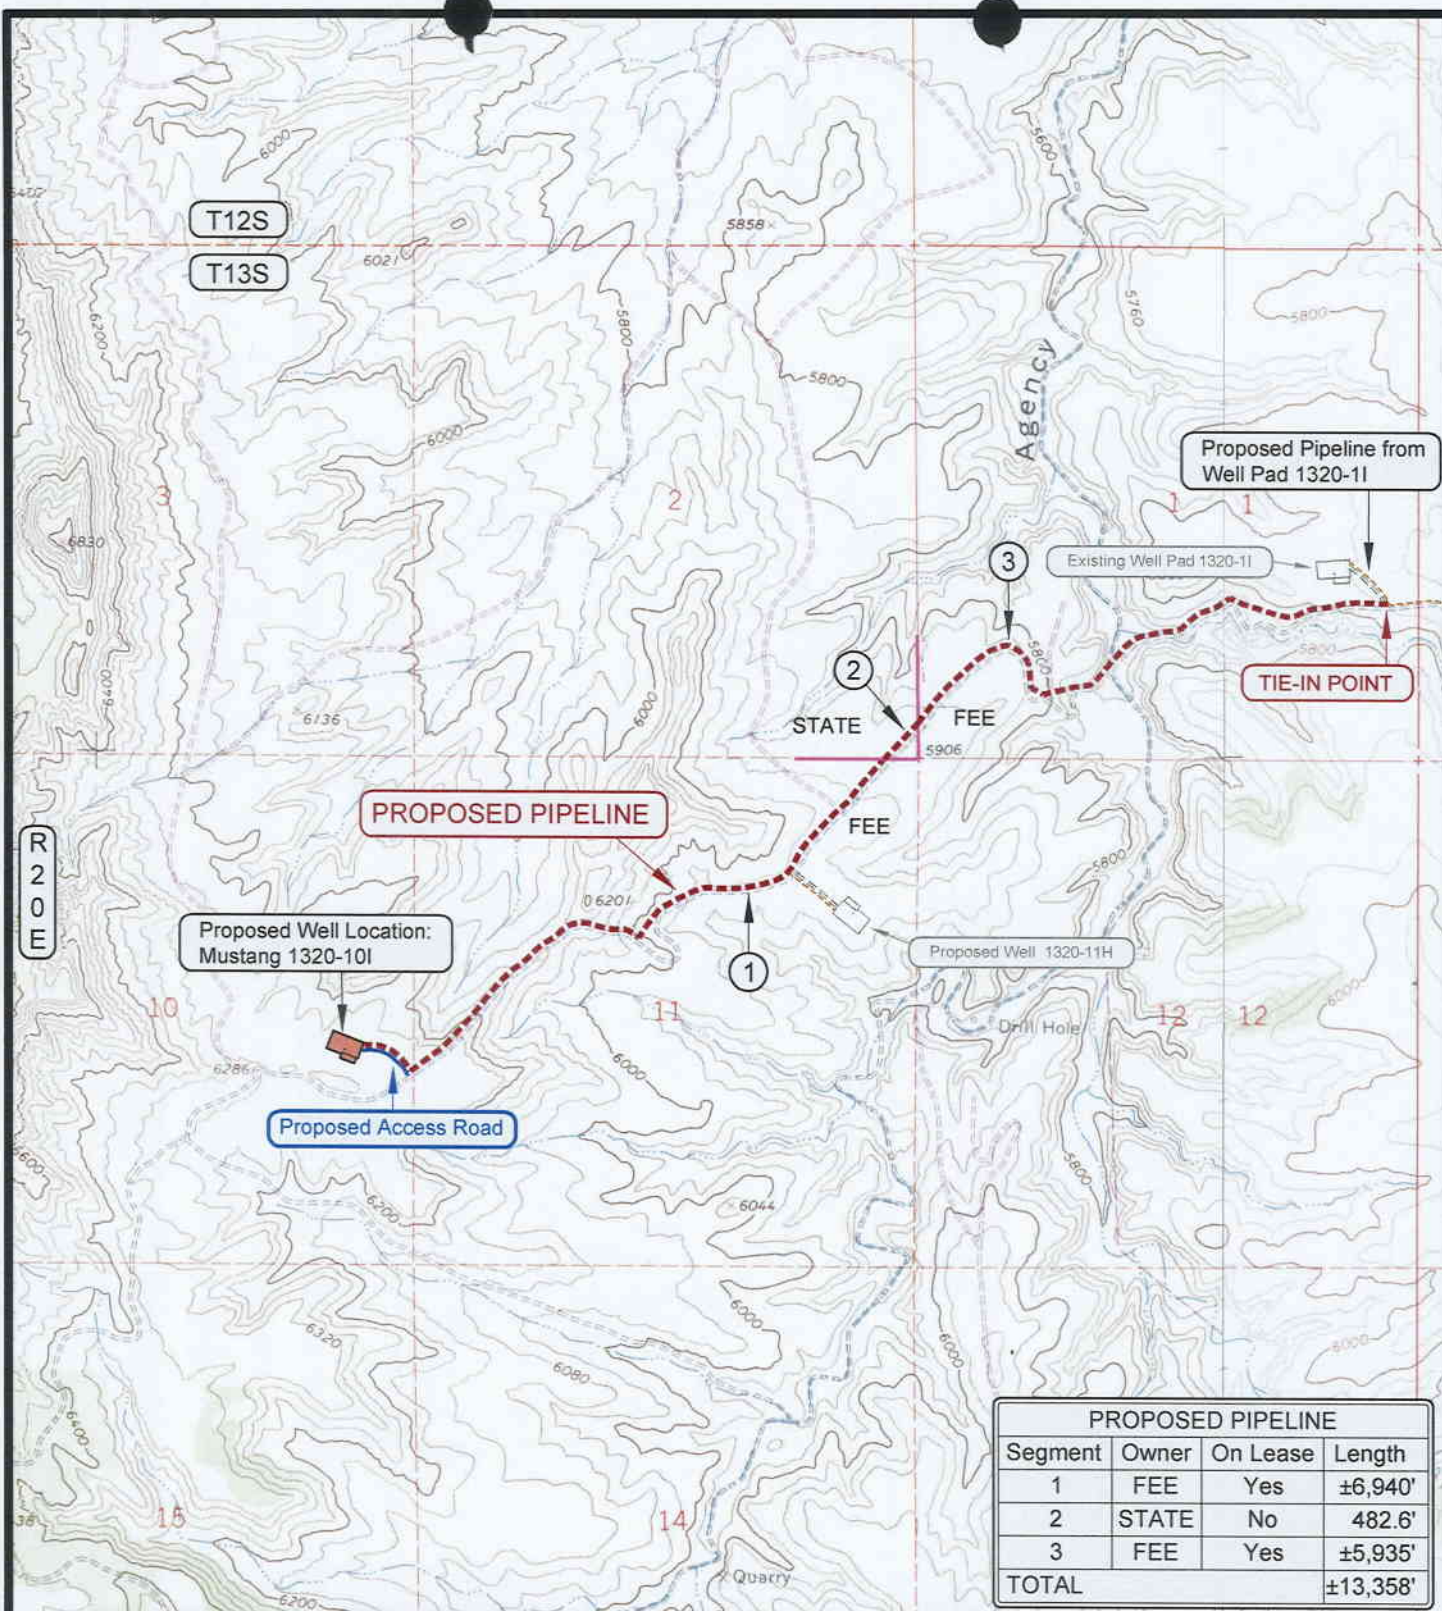 6000
T12S
5858×
5600
T13S
6021
6200
5800
5760
5800
5800
Agency
6000
Proposed Pipeline from
Well Pad 1320-1I
3
2
1
1
6830
3
Existing Well Pad 1320-1I
5800
5800
2
TIE-IN POINT
6400
6136
6000
STATE
FEE
5906
PROPOSED PIPELINE
FEE
R
2
0
E
5800
6201
Proposed Well Location:
Mustang 1320-10I
Proposed Well 1320-11H
1
6000
10
11
Drill Hole
12
12
6286
6000
Proposed Access Road
6600
5800
6200
×6044
6000
6320
6000
6000
6080
6400
PROPOSED PIPELINE
Segment Owner On Lease Length
1 FEE Yes ±6,940'
2 STATE No 482.6'
3 FEE Yes ±5,935'
TOTAL ±13,358'
15
14
Quarry
6200